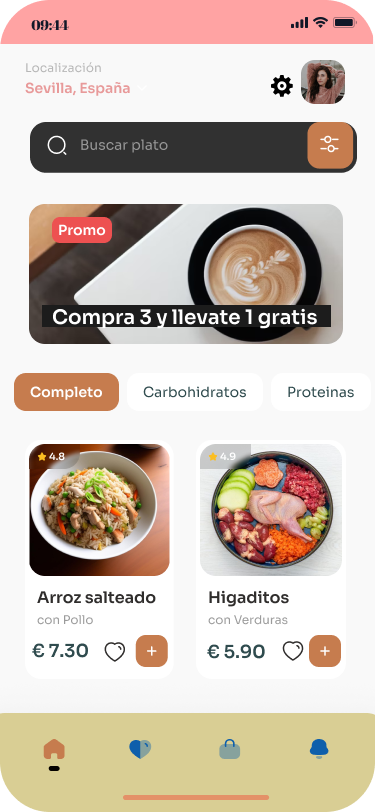 09:44
Localización
Sevilla, España
Buscar plato
Promo
Compra 3 y llevate 1 gratis
Completo
Carbohidratos
Proteinas
4.8
4.9
Arroz salteado
Higaditos
con Pollo
con Verduras
€ 7.30
+
€ 5.90
+